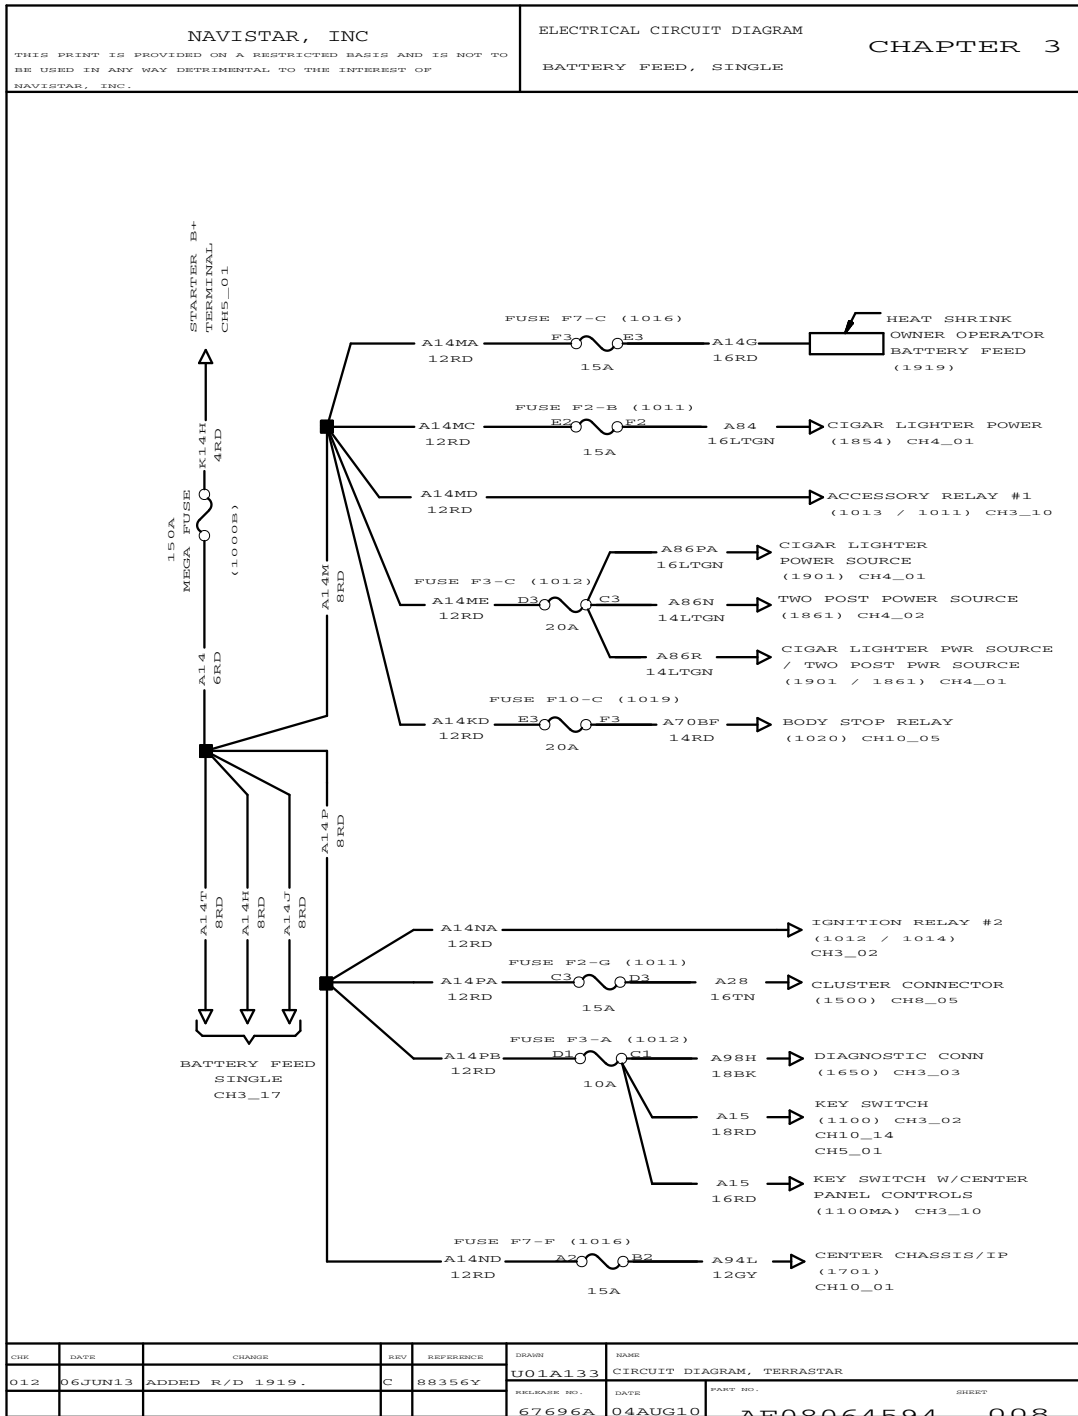 NAVISTAR, INC
THIS PRINT IS PROVIDED ON A RESTRICTED BASIS AND IS NOT TO
BE USED IN ANY WAY DETRIMENTAL TO THE INTEREST OF
NAVISTAR, INC.
ELECTRICAL CIRCUIT DIAGRAM
BATTERY FEED, SINGLE
CHAPTER 3
STARTER B+
TERMINAL
CH5_01
K14H
4RD
150A
MEGA FUSE
(1000B)
A14
6RD
A14M
8RD
FUSE F7-C (1016)
A14MA
12RD
F3
E3
15A
A14G
16RD
HEAT SHRINK
OWNER OPERATOR
BATTERY FEED
(1919)
FUSE F2-B (1011)
A14MC
12RD
E2
F2
15A
A84
16LTGN
CIGAR LIGHTER POWER
(1854) CH4_01
A14MD
12RD
ACCESSORY RELAY #1
(1013 / 1011) CH3_10
FUSE F3-C (1012)
A14ME
12RD
D3
C3
20A
A86PA
16LTGN
CIGAR LIGHTER
POWER SOURCE
(1901) CH4_01
A86N
14LTGN
TWO POST POWER SOURCE
(1861) CH4_02
A86R
14LTGN
CIGAR LIGHTER PWR SOURCE
/ TWO POST PWR SOURCE
(1901 / 1861) CH4_01
FUSE F10-C (1019)
A14KD
12RD
E3
F3
20A
A70BF
14RD
BODY STOP RELAY
(1020) CH10_05
A14P
8RD
A14T
8RD
A14H
8RD
A14J
8RD
BATTERY FEED
SINGLE
CH3_17
A14NA
12RD
IGNITION RELAY #2
(1012 / 1014)
CH3_02
FUSE F2-G (1011)
A14PA
12RD
C3
D3
15A
A28
16TN
CLUSTER CONNECTOR
(1500) CH8_05
FUSE F3-A (1012)
A14PB
12RD
D1
C1
10A
A98H
18BK
DIAGNOSTIC CONN
(1650) CH3_03
A15
18RD
KEY SWITCH
(1100) CH3_02
CH10_14
CH5_01
A15
16RD
KEY SWITCH W/CENTER
PANEL CONTROLS
(1100MA) CH3_10
FUSE F7-F (1016)
A14ND
12RD
A2
B2
15A
A94L
12GY
CENTER CHASSIS/IP
(1701)
CH10_01
CHK DATE CHANGE REV REFERENCE
012 06JUN13 ADDED R/D 1919. C 88356Y
DRAWN
U01A133
NAME
CIRCUIT DIAGRAM, TERRASTAR
RELEASE NO.
67696A
DATE
04AUG10
PART NO.
AE08064594
SHEET
008